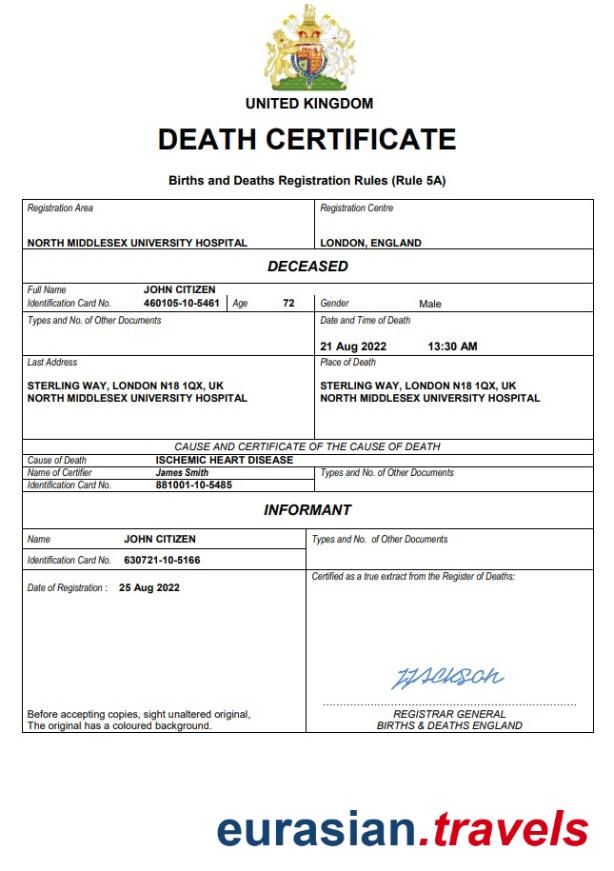 UNITED KINGDOM
DEATH CERTIFICATE
Births and Deaths Registration Rules (Rule 5A)
Registration Area
NORTH MIDDLESEX UNIVERSITY HOSPITAL
Registration Centre
LONDON, ENGLAND
DECEASED
Full Name JOHN CITIZEN
Identification Card No. 460105-10-5461 Age 72 Gender Male
Types and No. of Other Documents
Date and Time of Death
21 Aug 2022 13:30 AM
Last Address
STERLING WAY, LONDON N18 1QX, UK
NORTH MIDDLESEX UNIVERSITY HOSPITAL
Place of Death
STERLING WAY, LONDON N18 1QX, UK
NORTH MIDDLESEX UNIVERSITY HOSPITAL
CAUSE AND CERTIFICATE OF THE CAUSE OF DEATH
Cause of Death ISCHEMIC HEART DISEASE
Name of Certifier James Smith
Identification Card No. 881001-10-5485
Types and No. of Other Documents
INFORMANT
Name JOHN CITIZEN
Identification Card No. 630721-10-5166
Types and No. of Other Documents
Date of Registration : 25 Aug 2022
Certified as a true extract from the Register of Deaths:
Before accepting copies, sight unaltered original,
The original has a coloured background.
JJackson
REGISTRAR GENERAL
BIRTHS & DEATHS ENGLAND
eurasian.travels